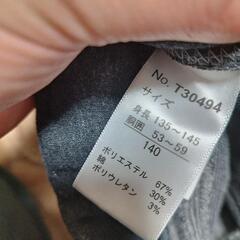 No. T30494
サイズ
身長 135~145
胴囲 53~59
140
ポリエステル 67%
綿 30%
ポリウレタン 3%